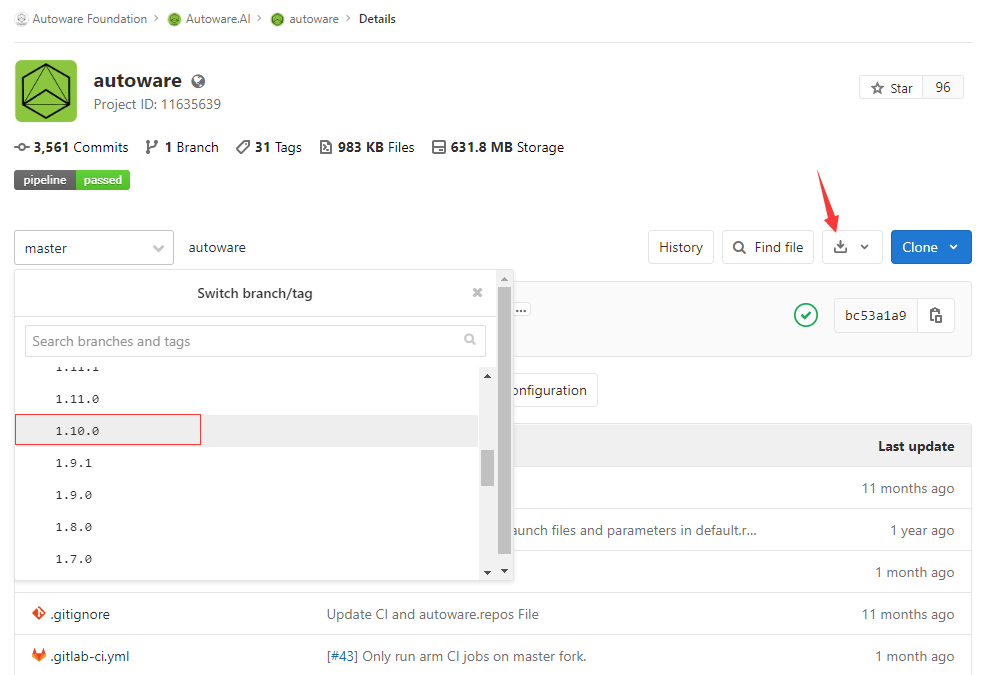 Autoware Foundation > Autoware.AI > autoware > Details
autoware
Project ID: 11635639
Star 96
3,561 Commits 1 Branch 31 Tags 983 KB Files 631.8 MB Storage
pipeline passed
master autoware History Find file Clone
Switch branch/tag
bc53a1a9
Search branches and tags
1.11.1
1.11.0
onfiguration
1.10.0
Last update
1.9.1
11 months ago
1.9.0
1.8.0
aunch files and parameters in default.r...
1 year ago
1.7.0
1 month ago
.gitignore Update CI and autoware.repos File 11 months ago
.gitlab-ci.yml [#43] Only run arm CI jobs on master fork. 1 month ago